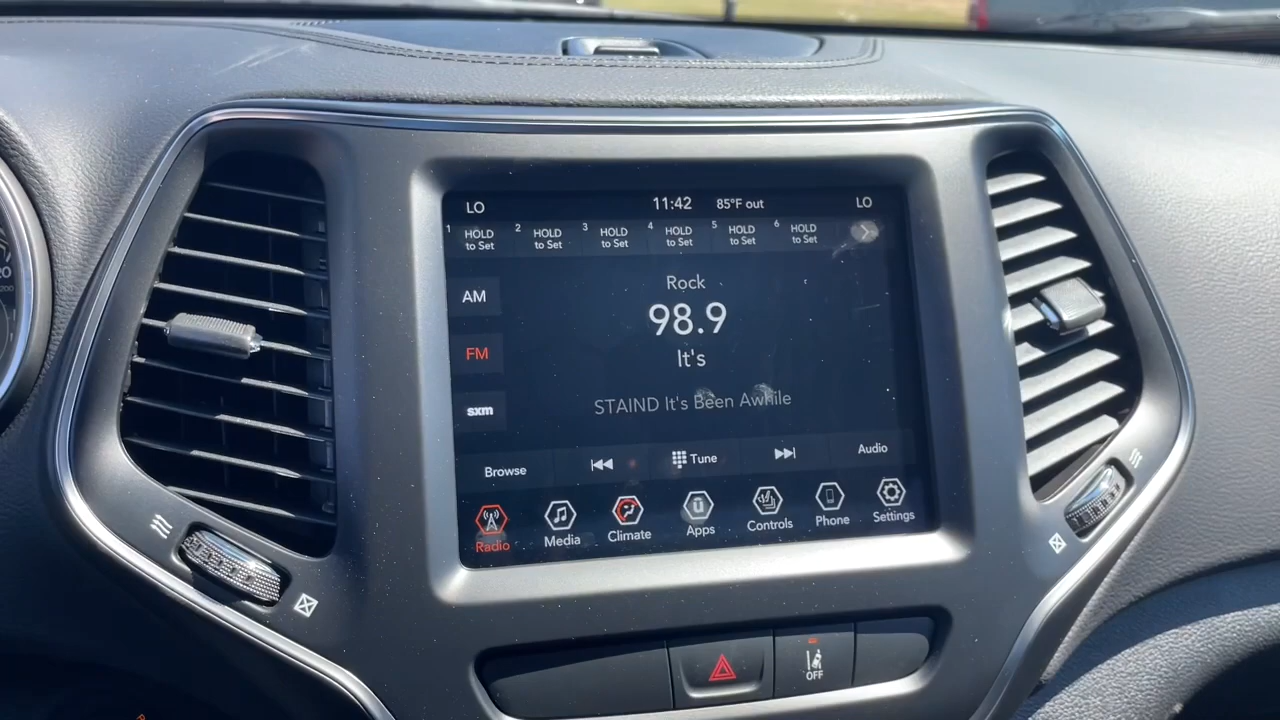 LO 11:42 85°F out LO
1 HOLD to Set 2 HOLD to Set 3 HOLD to Set 4 HOLD to Set 5 HOLD to Set 6 HOLD to Set
Rock
AM
98.9
It's
FM
STAIND It's Been Awhile
sxm
Browse Tune Audio
Radio Media Climate Apps Controls Phone Settings
OFF
20
200